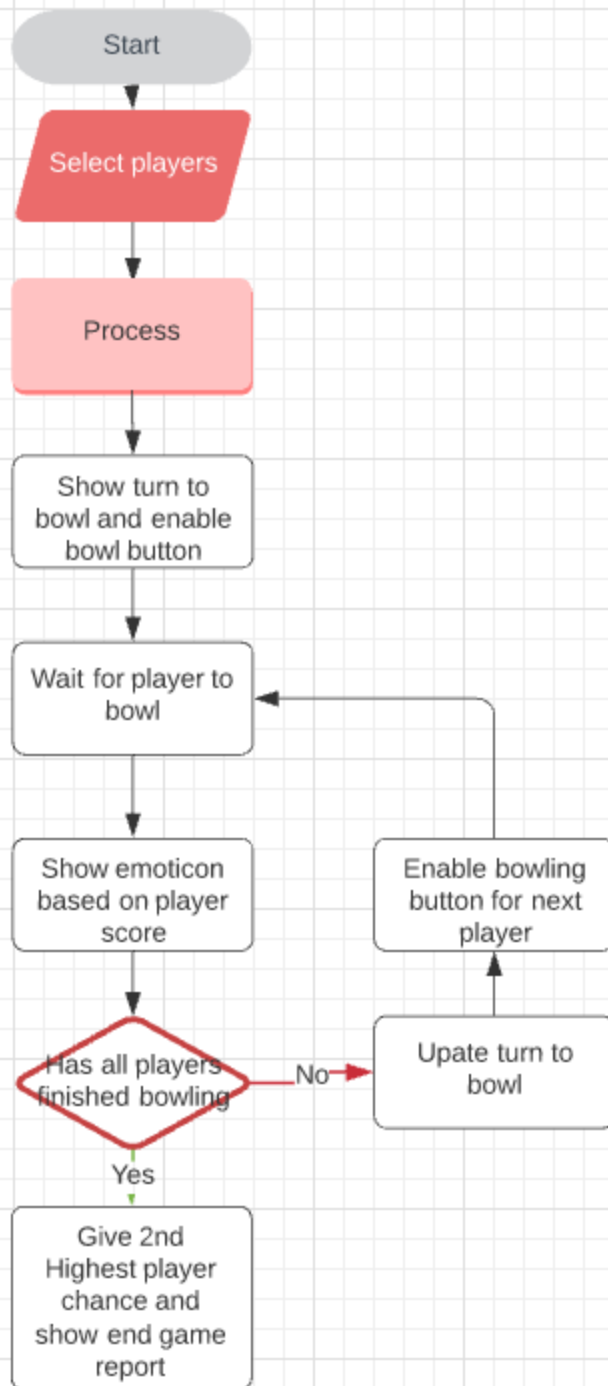 Start
Select players
Process
Show turn to
bowl and enable
bowl button
Wait for player to
bowl
Show emoticon
based on player
score
Enable bowling
button for next
player
Has all players
finished bowling
No
Upate turn to
bowl
Yes
Give 2nd
Highest player
chance and
show end game
report